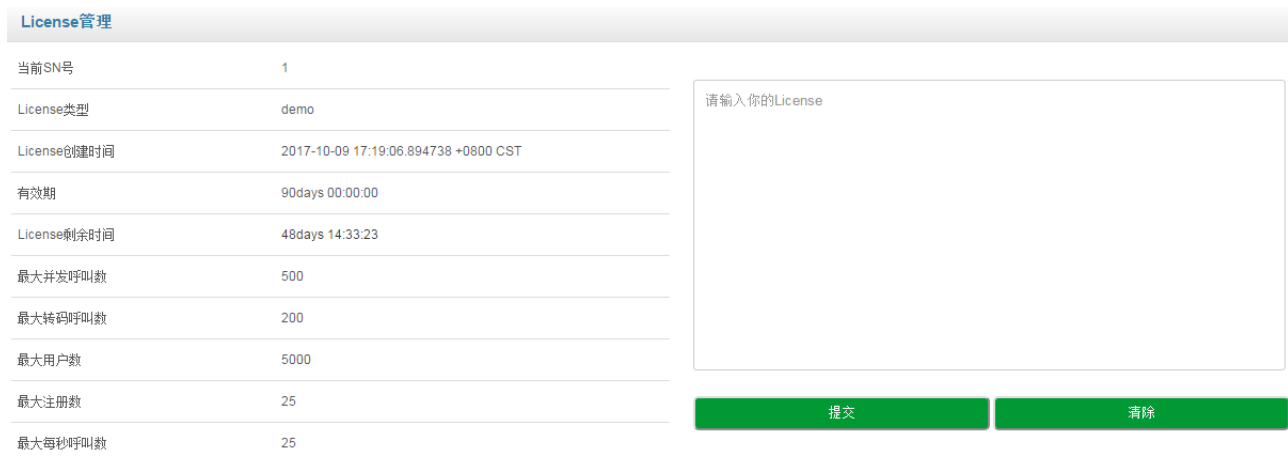 License管理
当前SN号 1
License类型 demo
License创建时间 2017-10-09 17:19:06.894738 +0800 CST
有效期 90days 00:00:00
License剩余时间 48days 14:33:23
最大并发呼叫数 500
最大转码呼叫数 200
最大用户数 5000
最大注册数 25
最大每秒呼叫数 25
请输入你的License
提交 清除